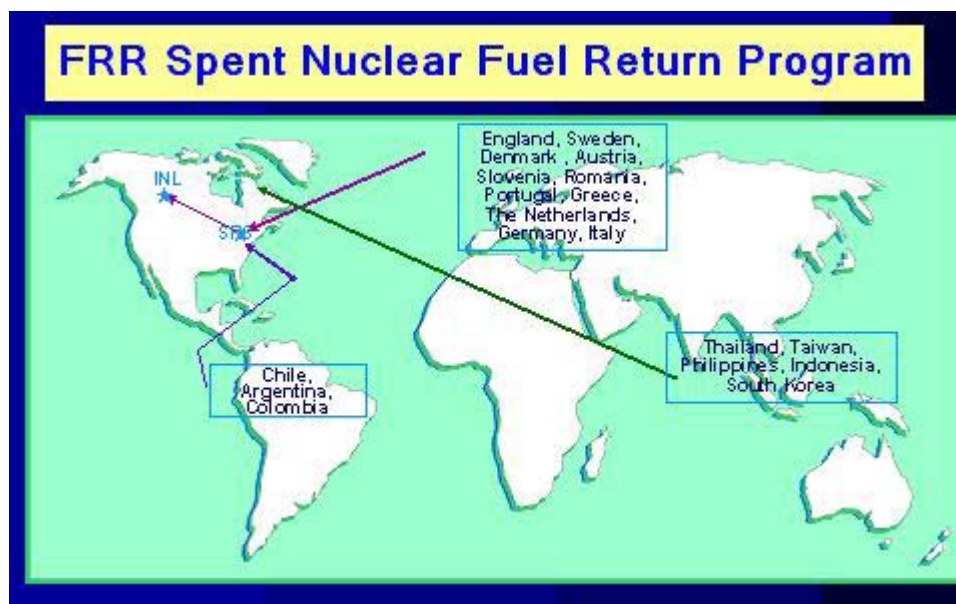 FRR Spent Nuclear Fuel Return Program
England, Sweden,
Denmark , Austria,
Slovenia, Romania,
Portugal, Greece,
The Netherlands,
Germany, Italy
INL
SRS
Thailand, Taiwan,
Philippines, Indonesia,
South Korea
Chile,
Argentina,
Colombia